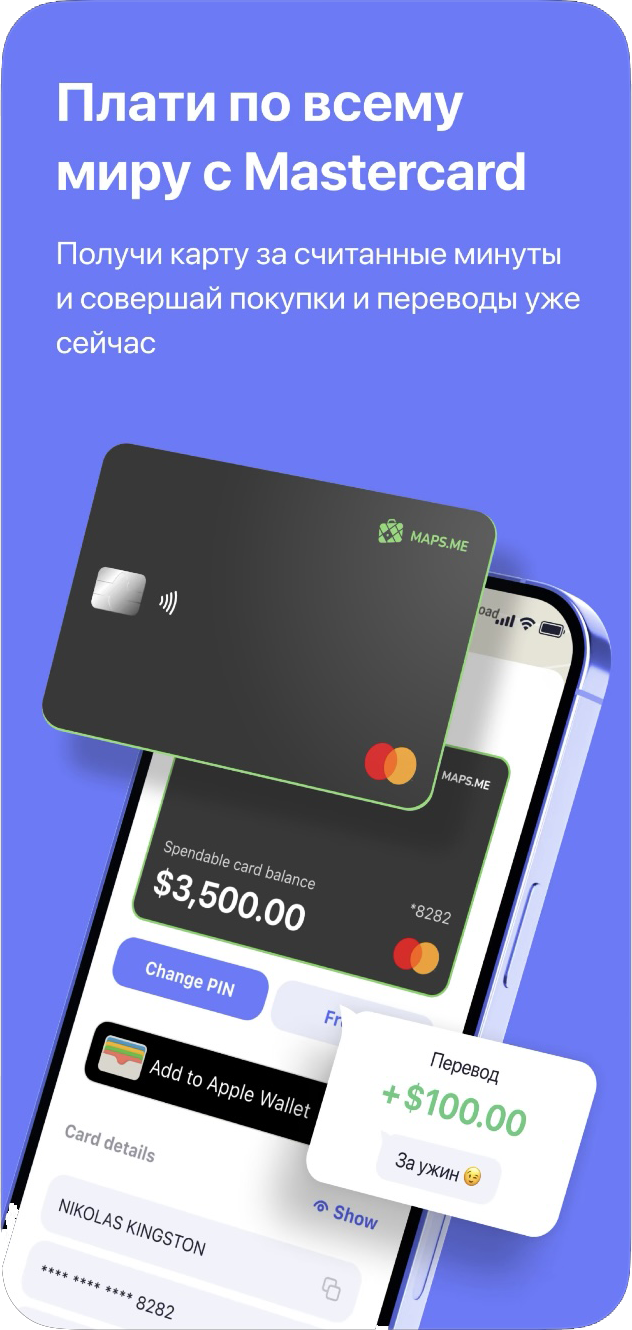 Плати по всему
миру с Mastercard
Получи карту за считанные минуты
и совершай покупки и переводы уже
сейчас
MAPS.ME
MAPS.ME
Spendable card balance
$3,500.00
*8282
Change PIN
Add to Apple Wallet
Перевод
+$100.00
За ужин 😉
Card details
Show
NIKOLAS KINGSTON
**** **** **** 8282